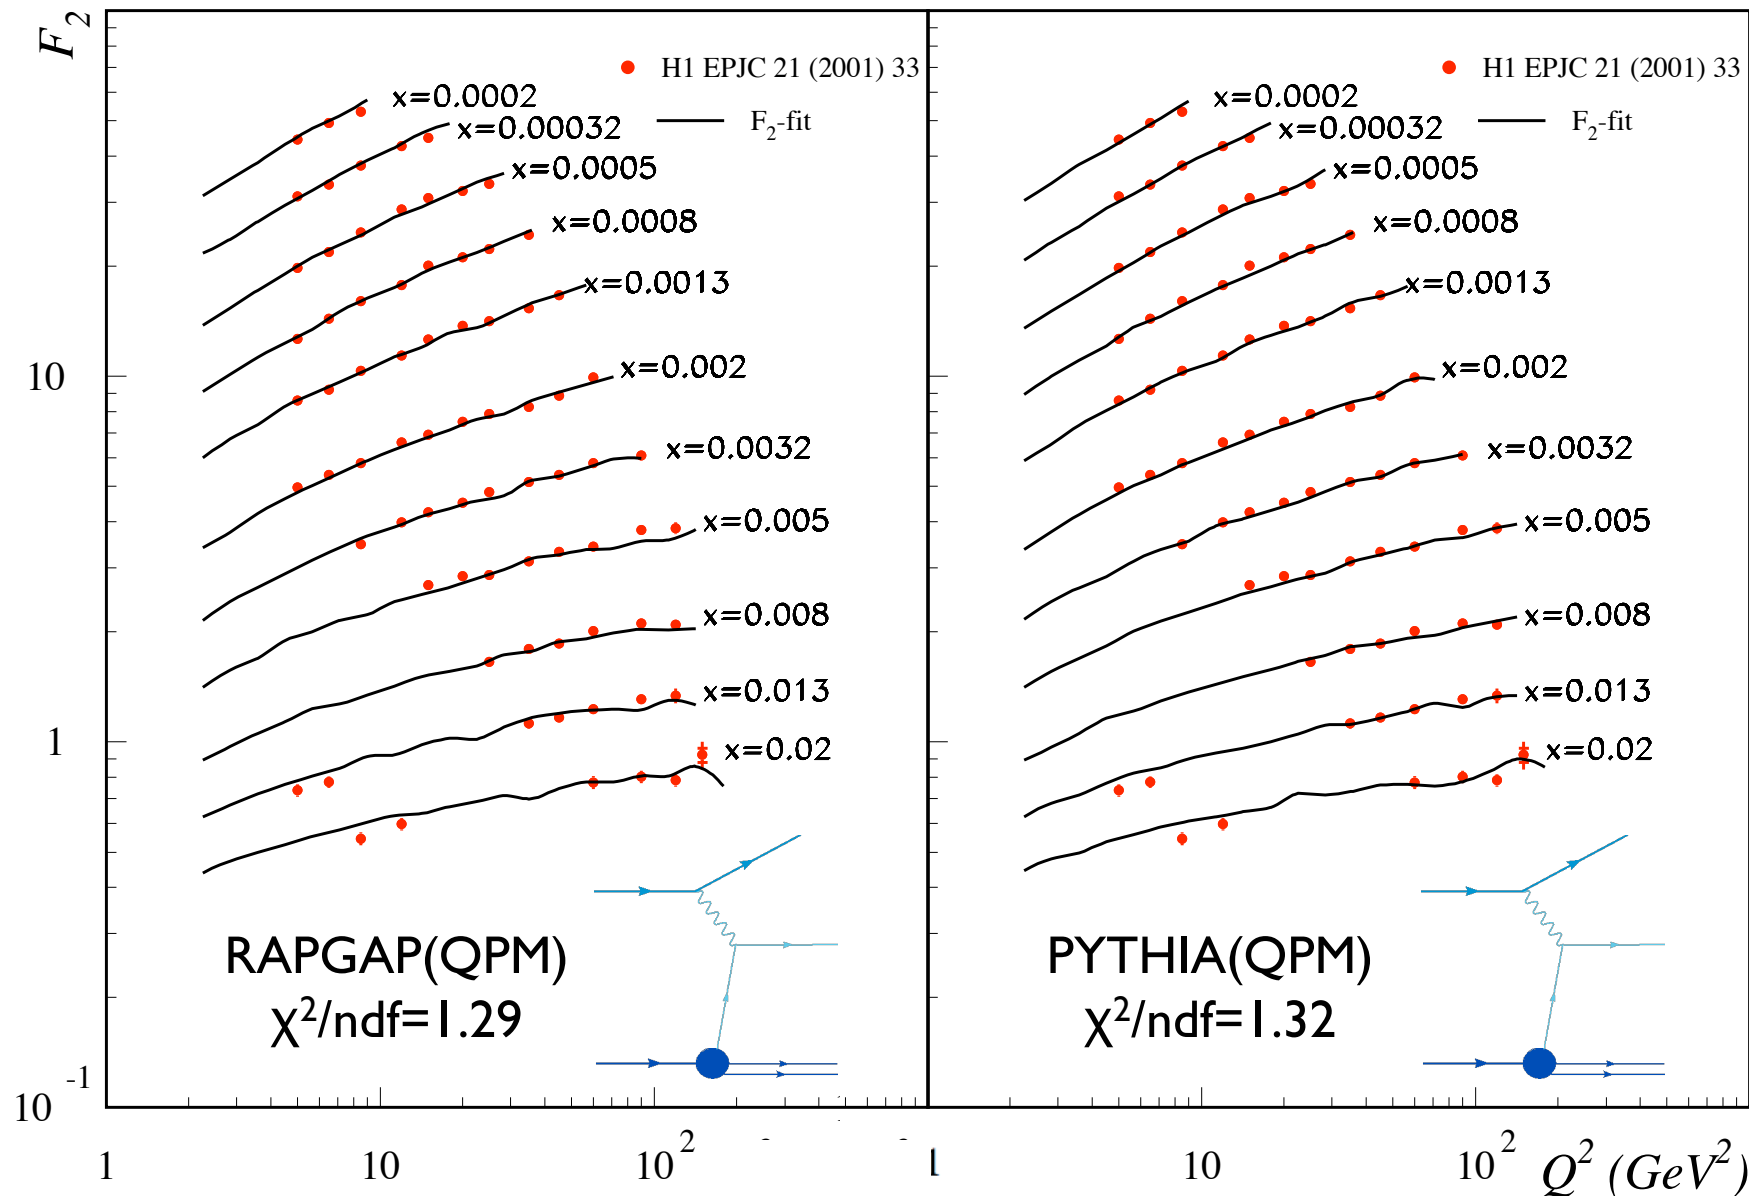 F₂
H1 EPJC 21 (2001) 33
F₂-fit
x=0.0002
x=0.00032
x=0.0005
x=0.0008
x=0.0013
x=0.002
x=0.0032
x=0.005
x=0.008
x=0.013
x=0.02
RAPGAP(QPM)
χ²/ndf=1.29
H1 EPJC 21 (2001) 33
F₂-fit
x=0.0002
x=0.00032
x=0.0005
x=0.0008
x=0.0013
x=0.002
x=0.0032
x=0.005
x=0.008
x=0.013
x=0.02
PYTHIA(QPM)
χ²/ndf=1.32
10
1
10⁻¹
1 10 10² 1 10 10² Q² (GeV²)